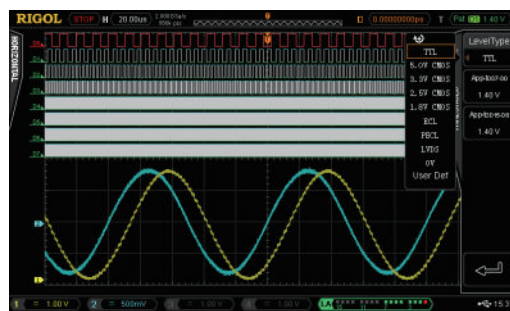 RIGOL STOP H 20.00us D 0.00000000ps T Pat D0 1.40 V
HORIZONTAL
LevelType
TTL
TTL
5.0V CMOS
3.3V CMOS
2.5V CMOS
1.8V CMOS
ECL
PECL
LVDS
0V
User Def
1.40 V
1.40 V
1 = 1.00 V 2 = 500mV 3 = 1.00 V 4 = 1.00 V LA 15:3